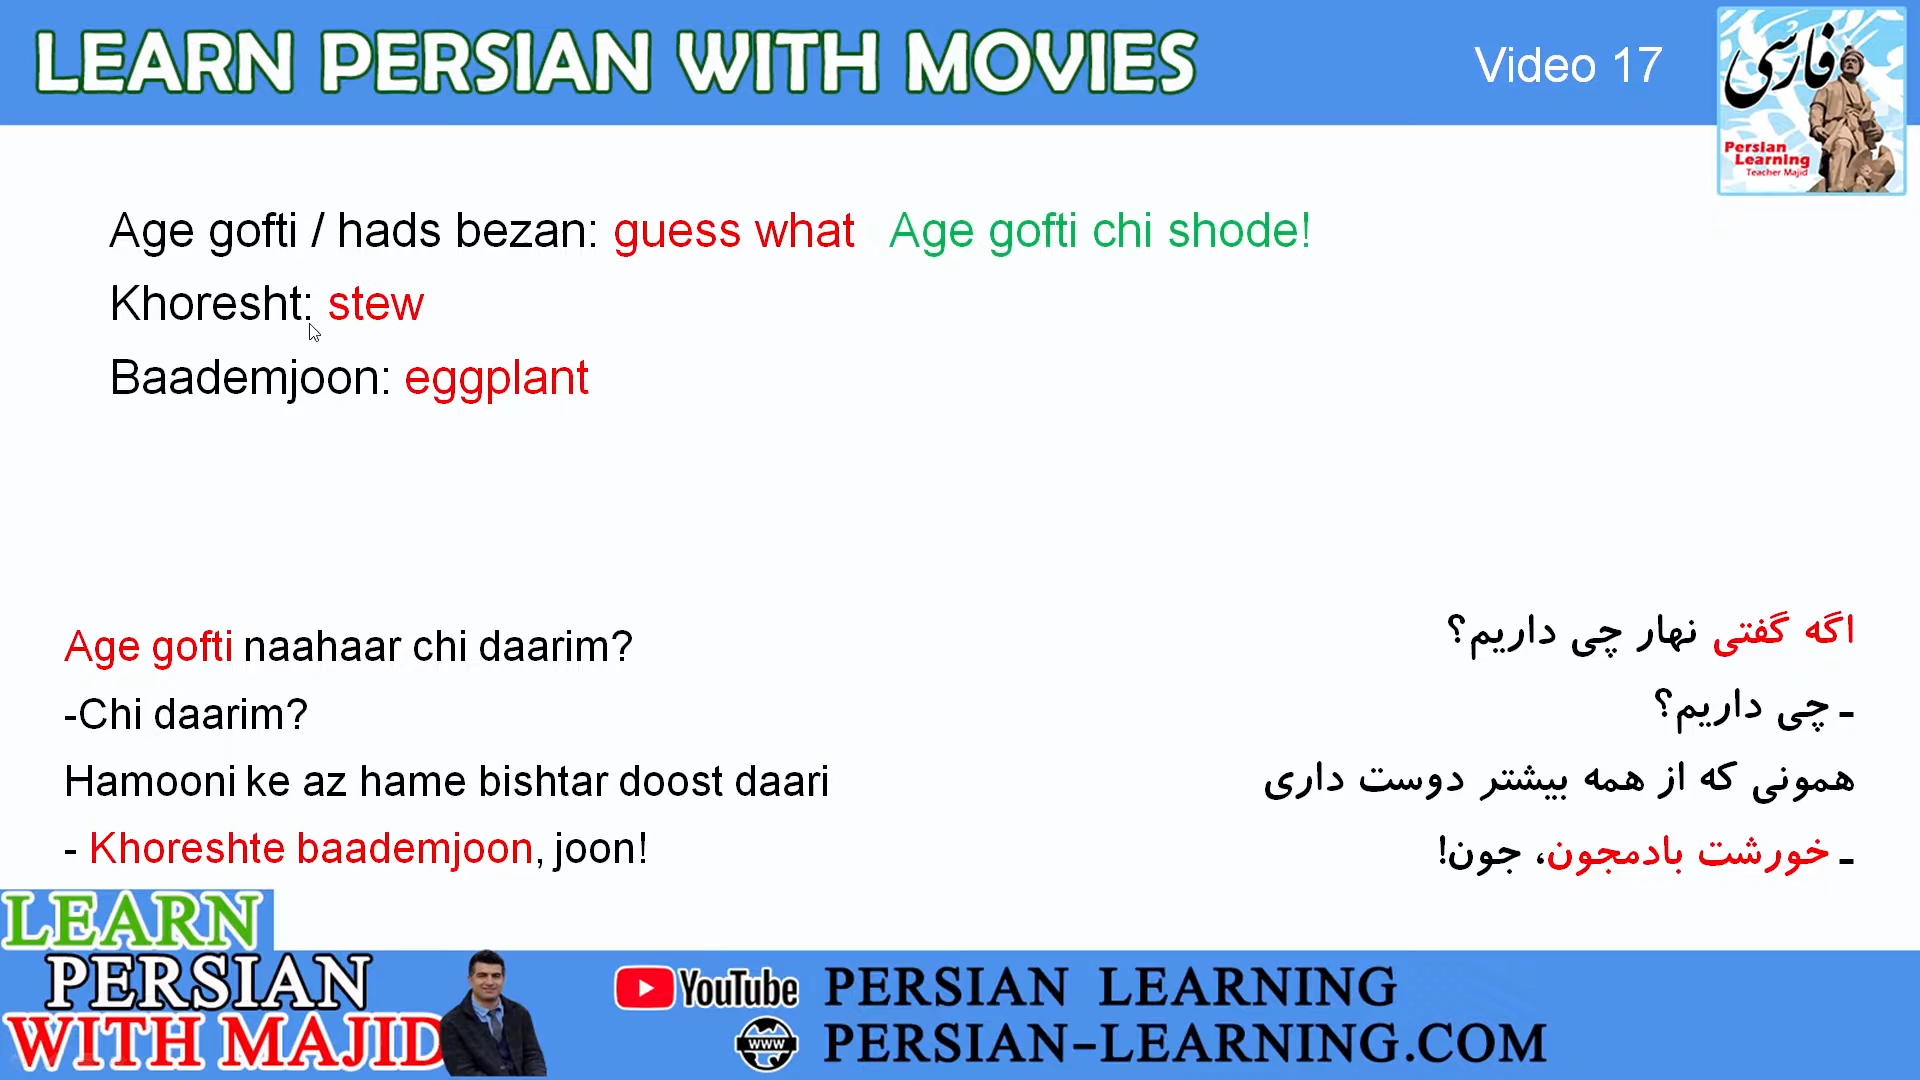 LEARN PERSIAN WITH MOVIES
Video 17
فارسی
Persian
Learning
Teacher Majid
Age gofti / hads bezan: guess what Age gofti chi shode!
Khoresht: stew
Baademjoon: eggplant
Age gofti naahaar chi daarim?
-Chi daarim?
Hamooni ke az hame bishtar doost daari
- Khoreshte baademjoon, joon!
اگه گفتی نهار چی داریم؟
ـ چی داریم؟
همونی که از همه بیشتر دوست داری
ـ خورشت بادمجون، جون!
LEARN
PERSIAN
WITH MAJID
YouTube PERSIAN LEARNING
www PERSIAN-LEARNING.COM